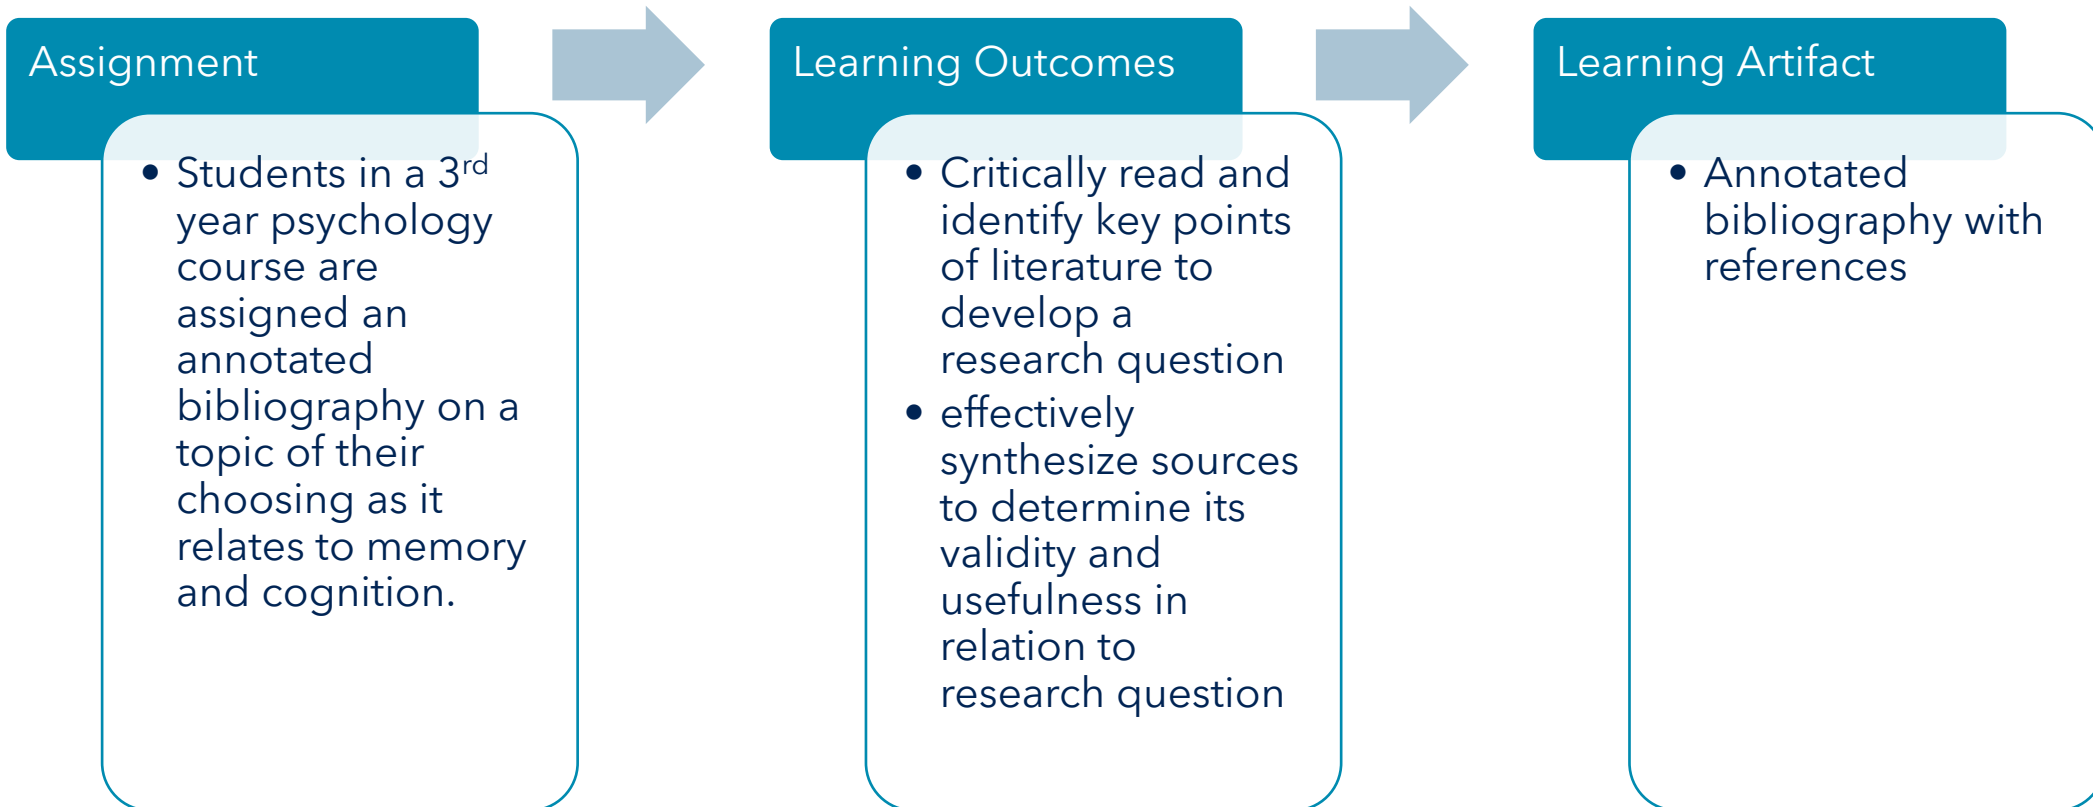 Assignment
• Students in a 3rd
year psychology
course are
assigned an
annotated
bibliography on a
topic of their
choosing as it
relates to memory
and cognition.
Learning Outcomes
• Critically read and
identify key points
of literature to
develop a
research question
• effectively
synthesize sources
to determine its
validity and
usefulness in
relation to
research question
Learning Artifact
• Annotated
bibliography with
references